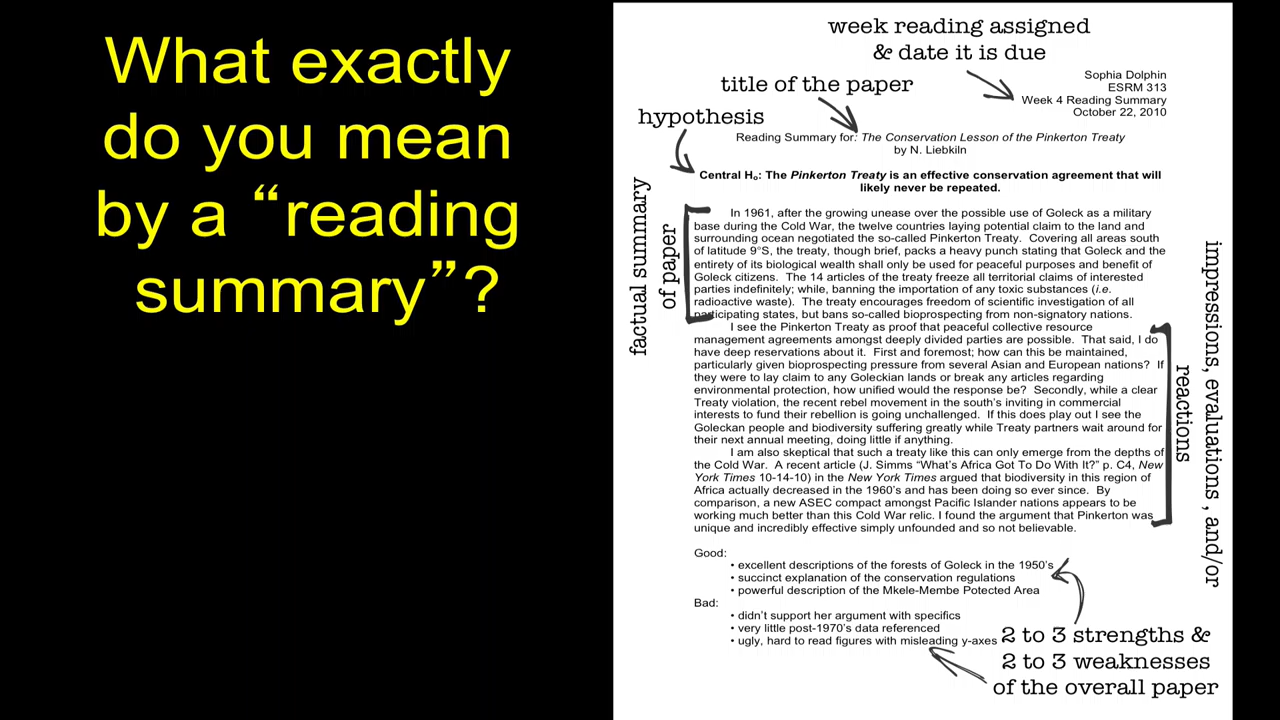 What exactly
do you mean
by a “reading
summary”?
week reading assigned
& date it is due
title of the paper
hypothesis
Sophia Dolphin
ESRM 313
Week 4 Reading Summary
October 22, 2010
Reading Summary for: The Conservation Lesson of the Pinkerton Treaty
by N. Liebkiln
Central Ho: The Pinkerton Treaty is an effective conservation agreement that will
likely never be repeated.
factual summary
of paper
In 1961, after the growing unease over the possible use of Goleck as a military
base during the Cold War, the twelve countries laying potential claim to the land and
surrounding ocean negotiated the so-called Pinkerton Treaty. Covering all areas south
of latitude 9°S, the treaty, though brief, packs a heavy punch stating that Goleck and the
entirety of its biological wealth shall only be used for peaceful purposes and benefit of
Goleck citizens. The 14 articles of the treaty freeze all territorial claims of interested
parties indefinitely; while, banning the importation of any toxic substances (i.e.
radioactive waste). The treaty encourages freedom of scientific investigation of all
participating states, but bans so-called bioprospecting from non-signatory nations.
I see the Pinkerton Treaty as proof that peaceful collective resource
management agreements amongst deeply divided parties are possible. That said, I do
have deep reservations about it. First and foremost; how can this be maintained,
particularly given bioprospecting pressure from several Asian and European nations? If
they were to lay claim to any Goleckian lands or break any articles regarding
environmental protection, how unified would the response be? Secondly, while a clear
Treaty violation, the recent rebel movement in the south’s inviting in commercial
interests to fund their rebellion is going unchallenged. If this does play out I see the
Goleckan people and biodiversity suffering greatly while Treaty partners wait around for
their next annual meeting, doing little if anything.
I am also skeptical that such a treaty like this can only emerge from the depths of
the Cold War. A recent article (J. Simms “What’s Africa Got To Do With It?” p. C4, New
York Times 10-14-10) in the New York Times argued that biodiversity in this region of
Africa actually decreased in the 1960’s and has been doing so ever since. By
comparison, a new ASEC compact amongst Pacific Islander nations appears to be
working much better than this Cold War relic. I found the argument that Pinkerton was
unique and incredibly effective simply unfounded and so not believable.
impressions, evaluations , and/or
reactions
Good:
• excellent descriptions of the forests of Goleck in the 1950’s
• succinct explanation of the conservation regulations
• powerful description of the Mkele-Membe Potected Area
Bad:
• didn’t support her argument with specifics
• very little post-1970’s data referenced
• ugly, hard to read figures with misleading y-axes
2 to 3 strengths &
2 to 3 weaknesses
of the overall paper